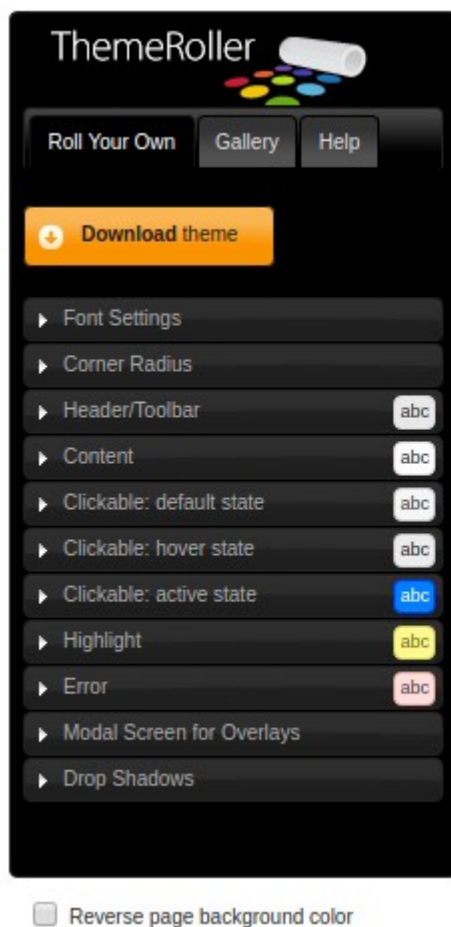 ThemeRoller
Roll Your Own Gallery Help
Download theme
Font Settings
Corner Radius
Header/Toolbar abc
Content abc
Clickable: default state abc
Clickable: hover state abc
Clickable: active state abc
Highlight abc
Error abc
Modal Screen for Overlays
Drop Shadows
Reverse page background color